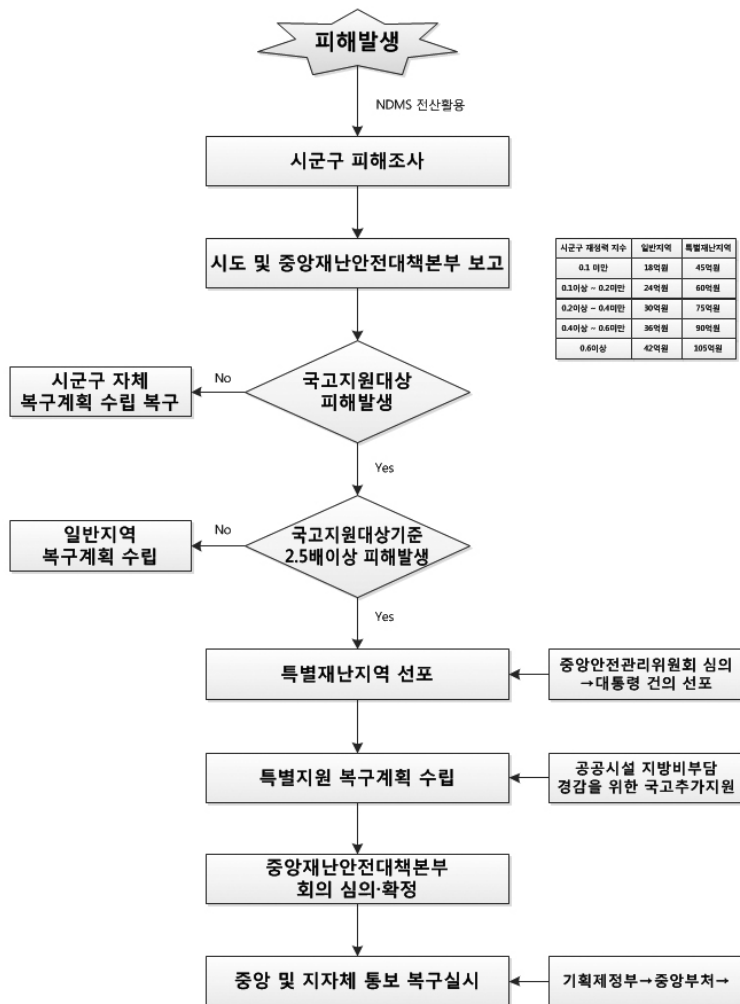 피해발생
NDMS 전산활용
시군구 피해조사
시도 및 중앙재난안전대책본부 보고
시군구 재정력 지수 일반지역 특별재난지역
0.1 미만 18억원 45억원
0.1이상 ~ 0.2미만 24억원 60억원
0.2이상 ~ 0.4미만 30억원 75억원
0.4이상 ~ 0.6미만 36억원 90억원
0.6이상 42억원 105억원
국고지원대상
피해발생
No
시군구 자체
복구계획 수립 복구
Yes
국고지원대상기준
2.5배이상 피해발생
No
일반지역
복구계획 수립
Yes
특별재난지역 선포
중앙안전관리위원회 심의
→대통령 건의 선포
특별지원 복구계획 수립
공공시설 지방비부담
경감을 위한 국고추가지원
중앙재난안전대책본부
회의 심의·확정
중앙 및 지자체 통보 복구실시
기획제정부→중앙부처→